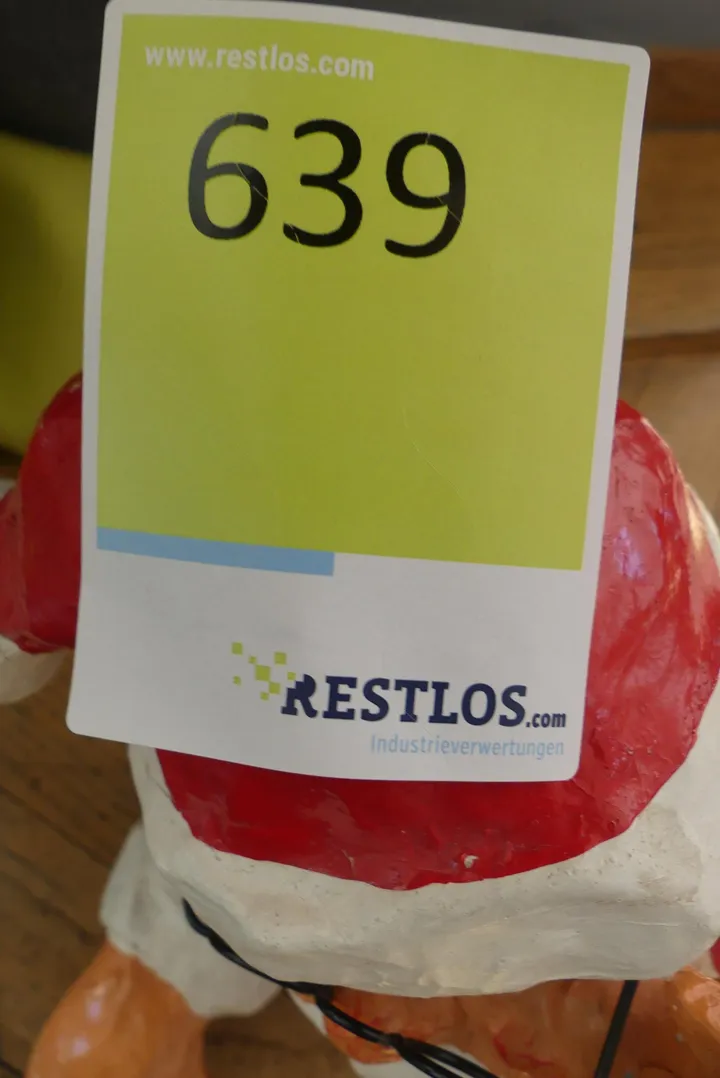 www.restlos.com
639
RESTLOS.com
Industrieverwertungen